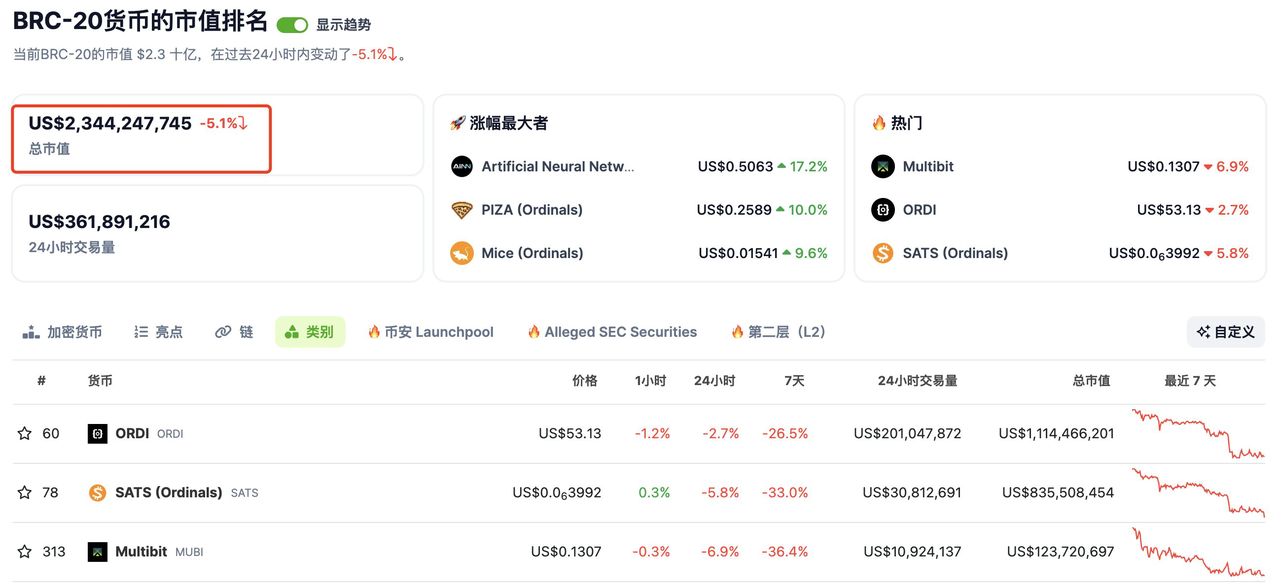 BRC-20货币的市值排名 显示趋势
当前BRC-20的市值 $2.3 十亿，在过去24小时内变动了-5.1%。
US$2,344,247,745 -5.1%
总市值
US$361,891,216
24小时交易量
🚀 涨幅最大者
AINN Artificial Neural Netw... US$0.5063 17.2%
PIZA (Ordinals) US$0.2589 10.0%
Mice (Ordinals) US$0.01541 9.6%
🔥 热门
Multibit US$0.1307 6.9%
ORDI US$53.13 2.7%
SATS (Ordinals) US$0.0₆3992 5.8%
加密货币 亮点 链 类别 🔥 币安 Launchpool 🔥 Alleged SEC Securities 🔥 第二层（L2） 自定义
# 货币 价格 1小时 24小时 7天 24小时交易量 总市值 最近 7 天
60 ORDI ORDI US$53.13 -1.2% -2.7% -26.5% US$201,047,872 US$1,114,466,201
78 SATS (Ordinals) SATS US$0.0₆3992 0.3% -5.8% -33.0% US$30,812,691 US$835,508,454
313 Multibit MUBI US$0.1307 -0.3% -6.9% -36.4% US$10,924,137 US$123,720,697